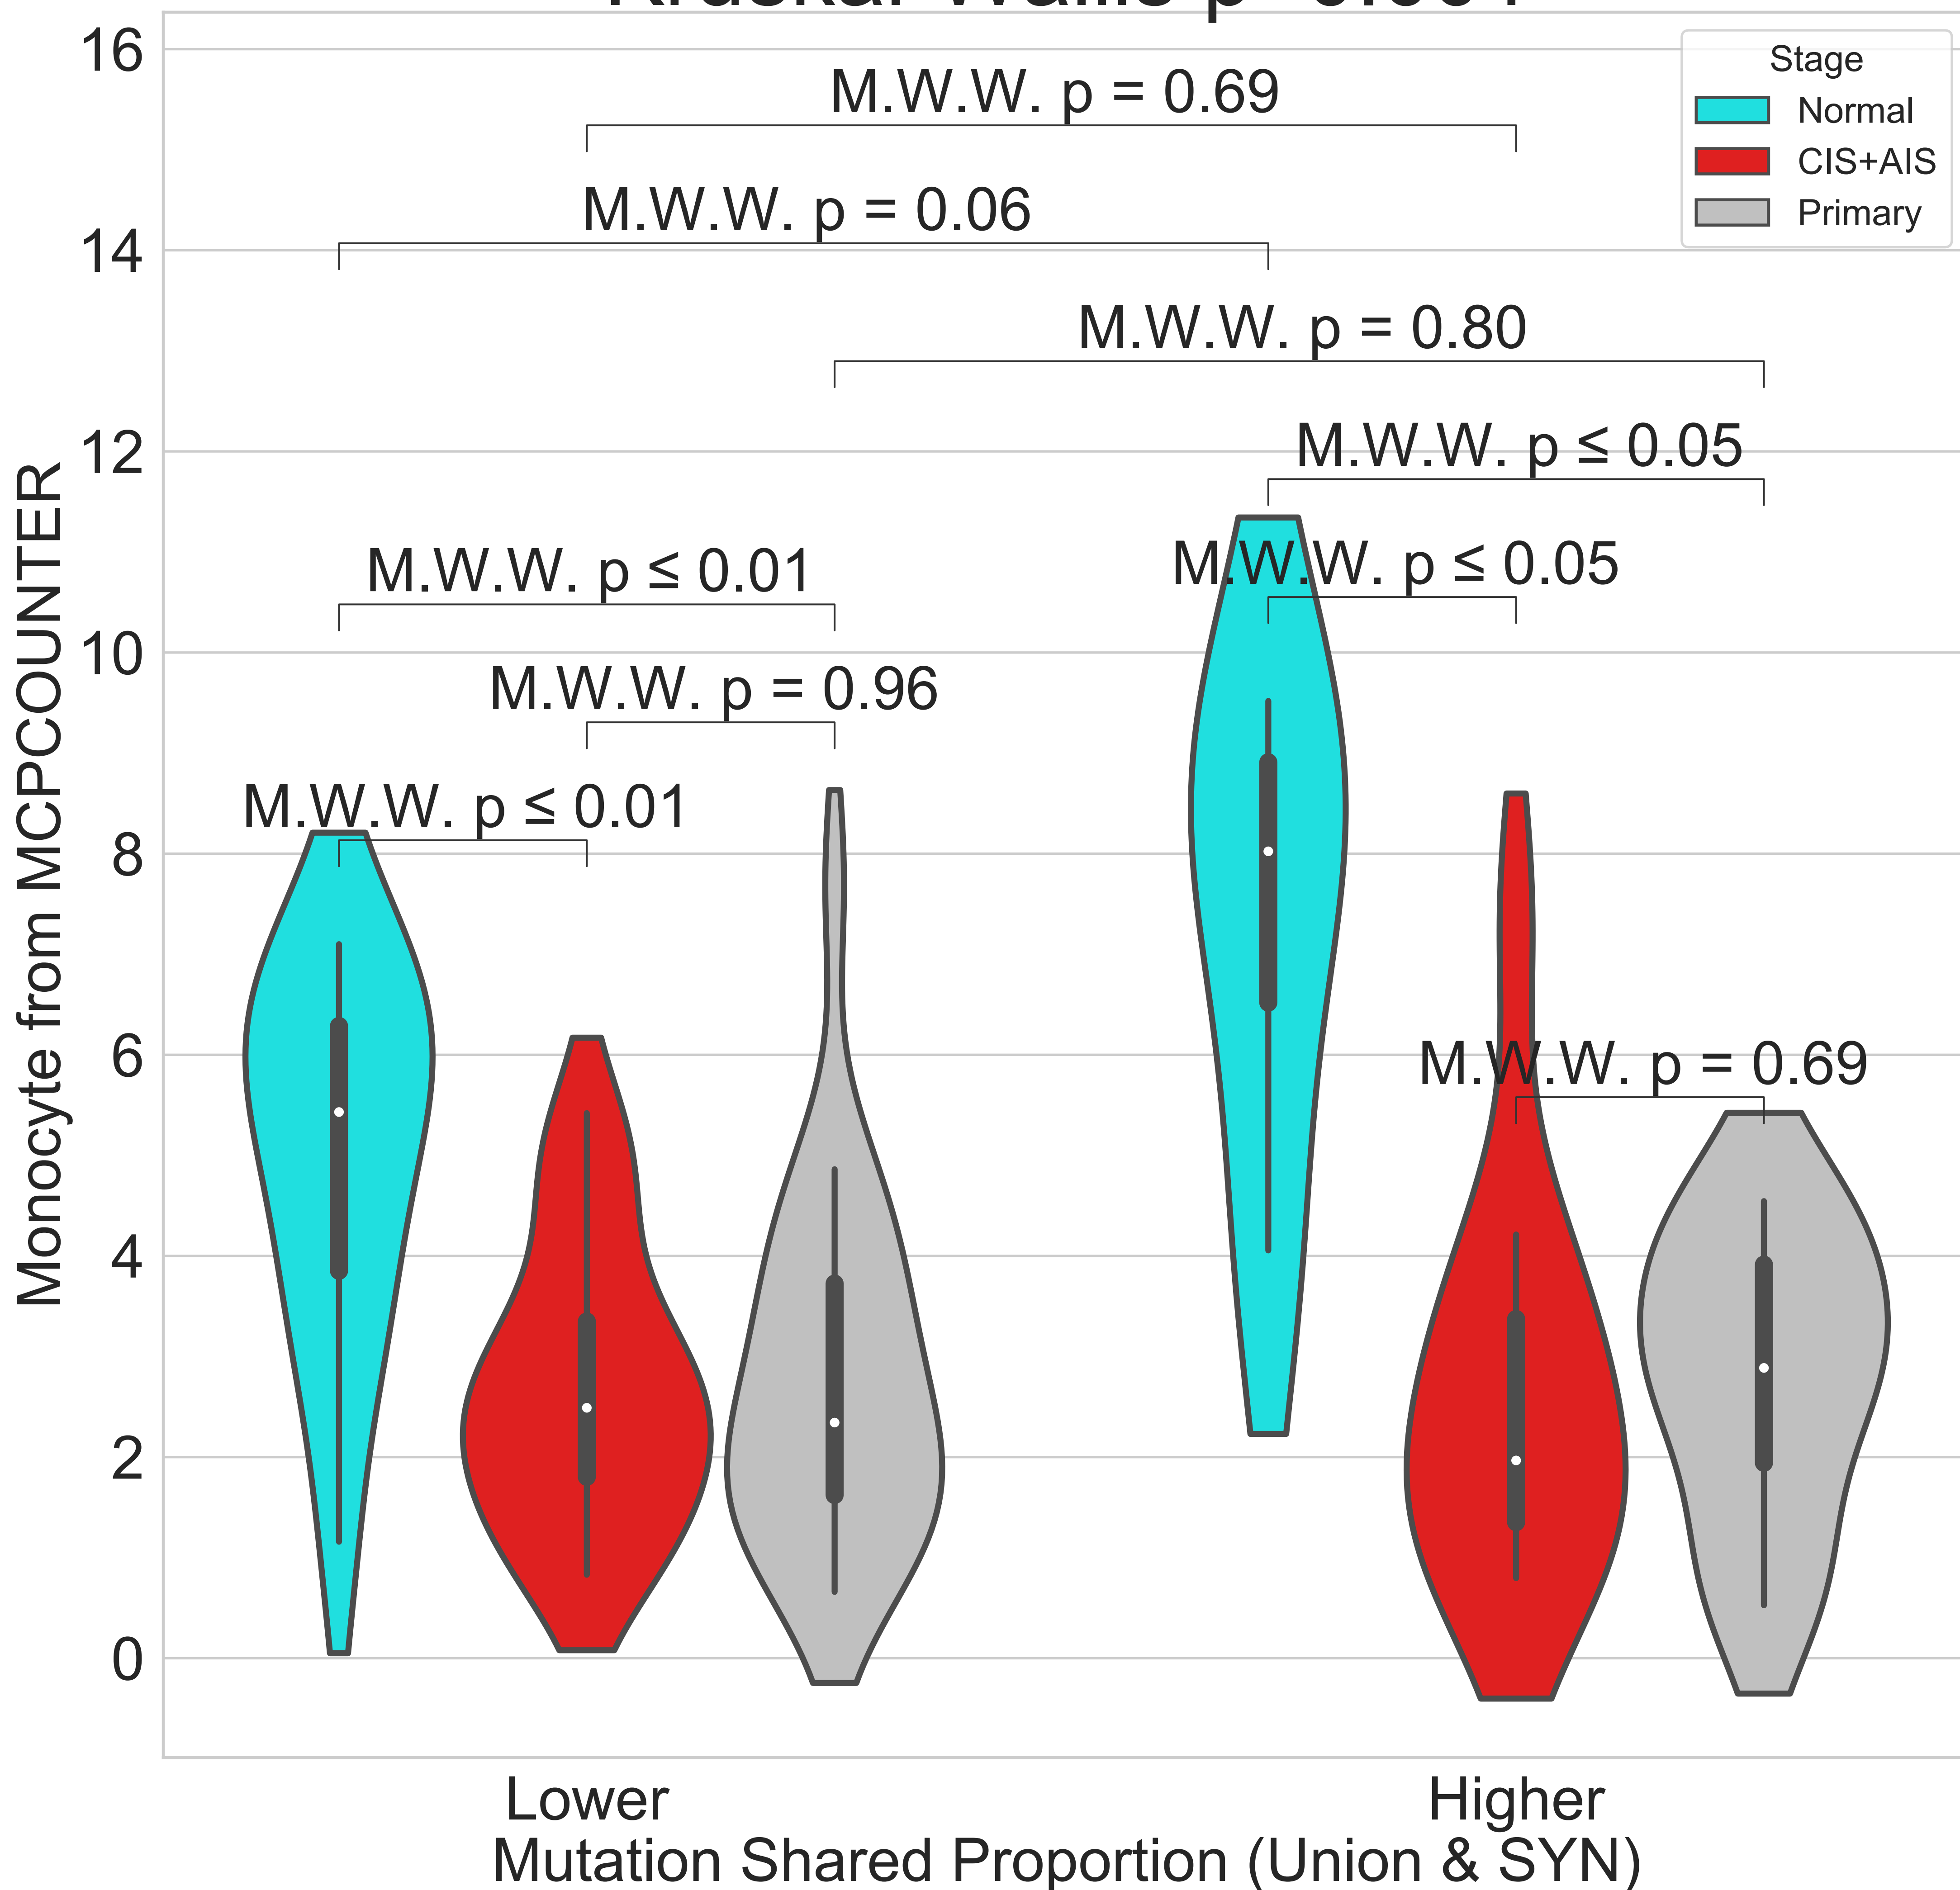 16
14
12
10
8
6
4
2
0
Monocyte from MCPCOUNTER
Stage
Normal
CIS+AIS
Primary
M.W.W. p = 0.69
M.W.W. p = 0.06
M.W.W. p = 0.80
M.W.W. p ≤ 0.05
M.W.W. p ≤ 0.05
M.W.W. p ≤ 0.01
M.W.W. p = 0.96
M.W.W. p ≤ 0.01
M.W.W. p = 0.69
Lower
Higher
Mutation Shared Proportion (Union & SYN)